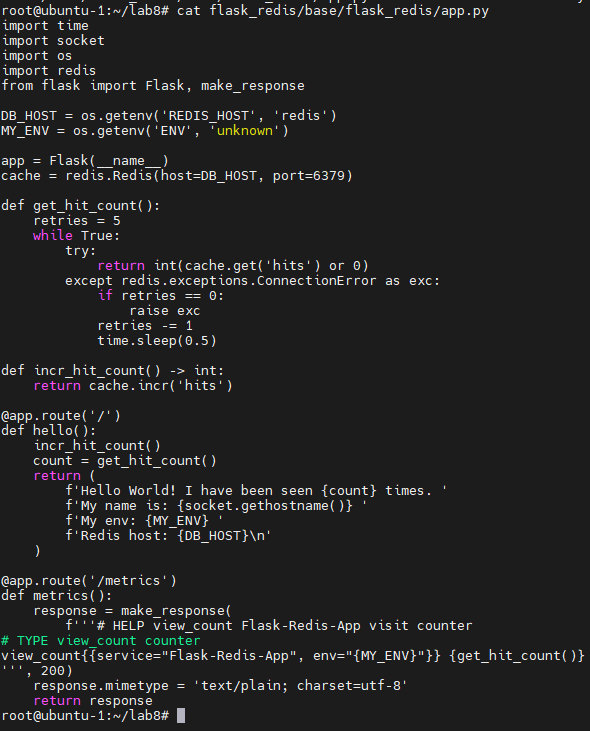 root@ubuntu-1:~/lab8# cat flask_redis/base/flask_redis/app.py
import time
import socket
import os
import redis
from flask import Flask, make_response

DB_HOST = os.getenv('REDIS_HOST', 'redis')
MY_ENV = os.getenv('ENV', 'unknown')

app = Flask(__name__)
cache = redis.Redis(host=DB_HOST, port=6379)

def get_hit_count():
    retries = 5
    while True:
        try:
            return int(cache.get('hits') or 0)
        except redis.exceptions.ConnectionError as exc:
            if retries == 0:
                raise exc
            retries -= 1
            time.sleep(0.5)

def incr_hit_count() -> int:
    return cache.incr('hits')

@app.route('/')
def hello():
    incr_hit_count()
    count = get_hit_count()
    return (
        f'Hello World! I have been seen {count} times. '
        f'My name is: {socket.gethostname()} '
        f'My env: {MY_ENV} '
        f'Redis host: {DB_HOST}\n'
    )

@app.route('/metrics')
def metrics():
    response = make_response(
        f'''# HELP view_count Flask-Redis-App visit counter
# TYPE view_count counter
view_count{{service="Flask-Redis-App", env="{MY_ENV}"}} {get_hit_count()}
''', 200)
    response.mimetype = 'text/plain; charset=utf-8'
    return response
root@ubuntu-1:~/lab8#